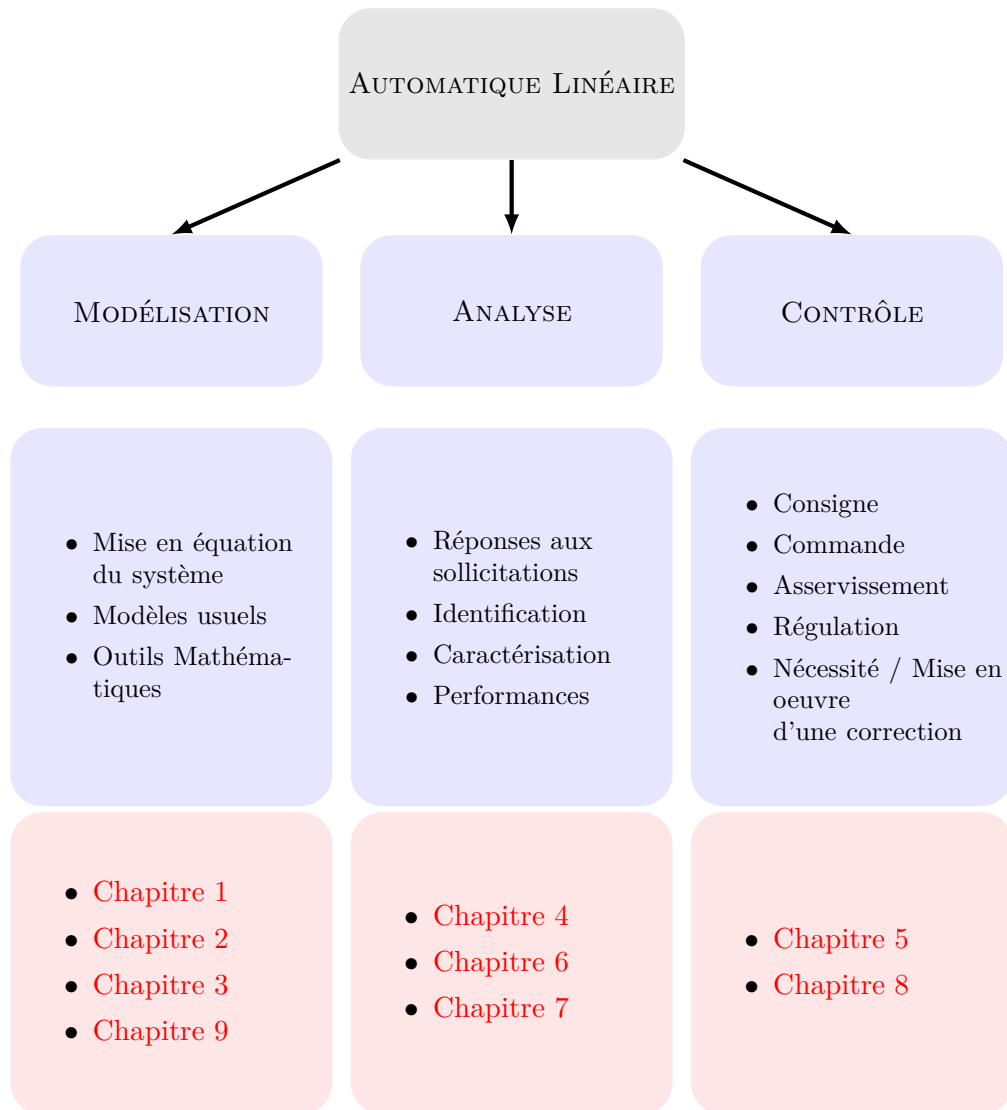 Automatique Linéaire
Modélisation
Analyse
Contrôle
• Mise en équation
du système
• Modèles usuels
• Outils Mathéma-
tiques
• Réponses aux
sollicitations
• Identification
• Caractérisation
• Performances
• Consigne
• Commande
• Asservissement
• Régulation
• Nécessité / Mise en
oeuvre
d'une correction
• Chapitre 1
• Chapitre 2
• Chapitre 3
• Chapitre 9
• Chapitre 4
• Chapitre 6
• Chapitre 7
• Chapitre 5
• Chapitre 8